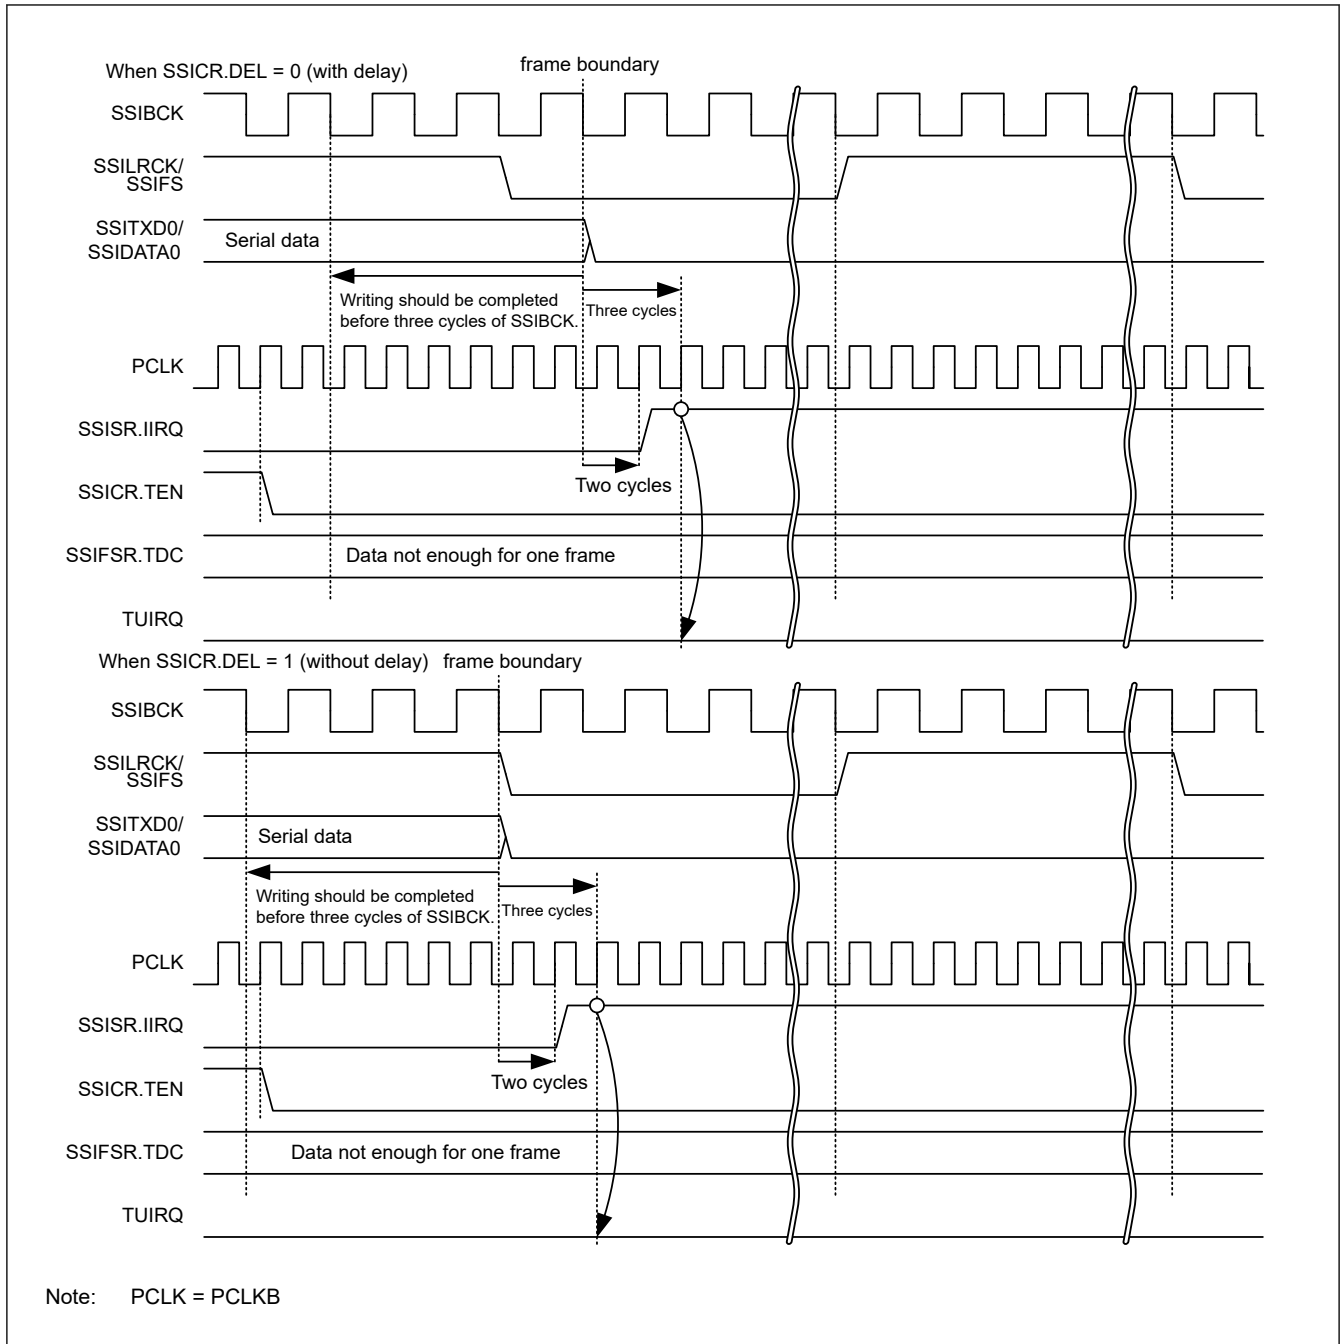 When SSICR.DEL = 0 (with delay)
frame boundary
SSIBCK
SSILRCK/
SSIFS
SSITXD0/
SSIDATA0
Serial data
Writing should be completed
before three cycles of SSIBCK.
Three cycles
PCLK
SSISR.IIRQ
Two cycles
SSICR.TEN
SSIFSR.TDC
Data not enough for one frame
TUIRQ
When SSICR.DEL = 1 (without delay)
frame boundary
SSIBCK
SSILRCK/
SSIFS
SSITXD0/
SSIDATA0
Serial data
Writing should be completed
before three cycles of SSIBCK.
Three cycles
PCLK
SSISR.IIRQ
Two cycles
SSICR.TEN
SSIFSR.TDC
Data not enough for one frame
TUIRQ
Note: PCLK = PCLKB